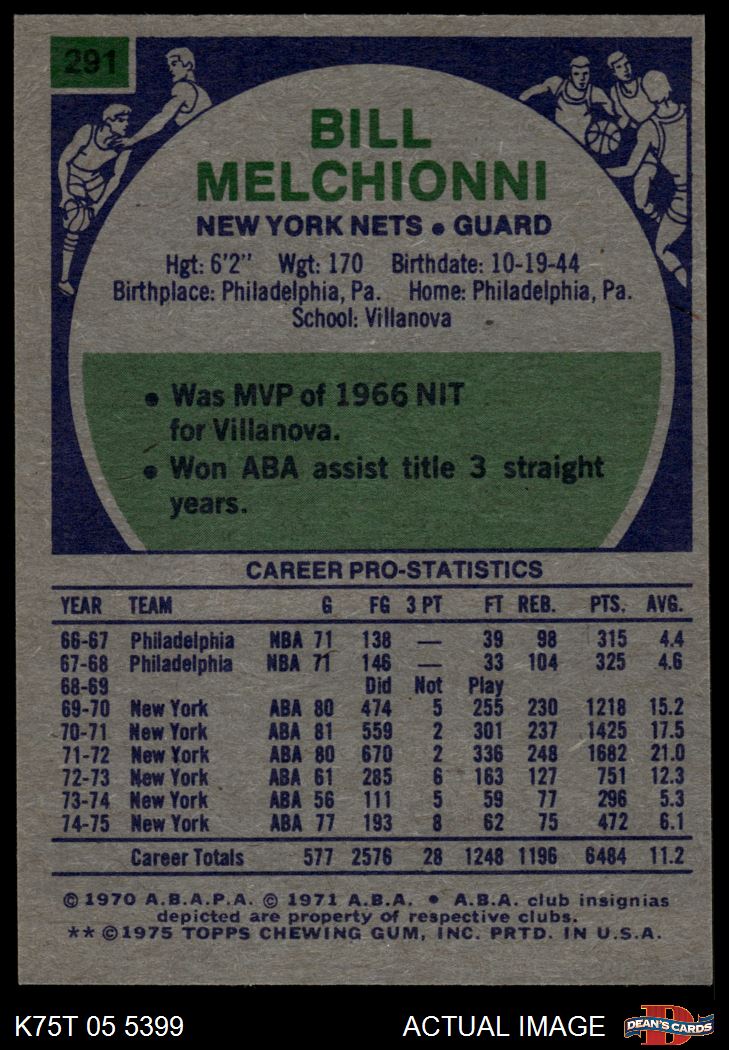 291
BILL
MELCHIONNI
NEW YORK NETS • GUARD
Hgt: 6'2" Wgt: 170 Birthdate: 10-19-44
Birthplace: Philadelphia, Pa. Home: Philadelphia, Pa.
School: Villanova
• Was MVP of 1966 NIT
for Villanova.
• Won ABA assist title 3 straight
years.
CAREER PRO-STATISTICS
YEAR TEAM G FG 3 PT FT REB. PTS. AVG.
66-67 Philadelphia NBA 71 138 — 39 98 315 4.4
67-68 Philadelphia NBA 71 146 — 33 104 325 4.6
68-69 Did Not Play
69-70 New York ABA 80 474 5 255 230 1218 15.2
70-71 New York ABA 81 559 2 301 237 1425 17.5
71-72 New York ABA 80 670 2 336 248 1682 21.0
72-73 New York ABA 61 285 6 163 127 751 12.3
73-74 New York ABA 56 111 5 59 77 296 5.3
74-75 New York ABA 77 193 8 62 75 472 6.1
Career Totals 577 2576 28 1248 1196 6484 11.2
© 1970 A.B.A.P.A. © 1971 A.B.A. • A.B.A. club insignias
depicted are property of respective clubs.
** © 1975 TOPPS CHEWING GUM, INC. PRTD. IN U.S.A.
K75T 05 5399 ACTUAL IMAGE
D
DEAN'S CARDS